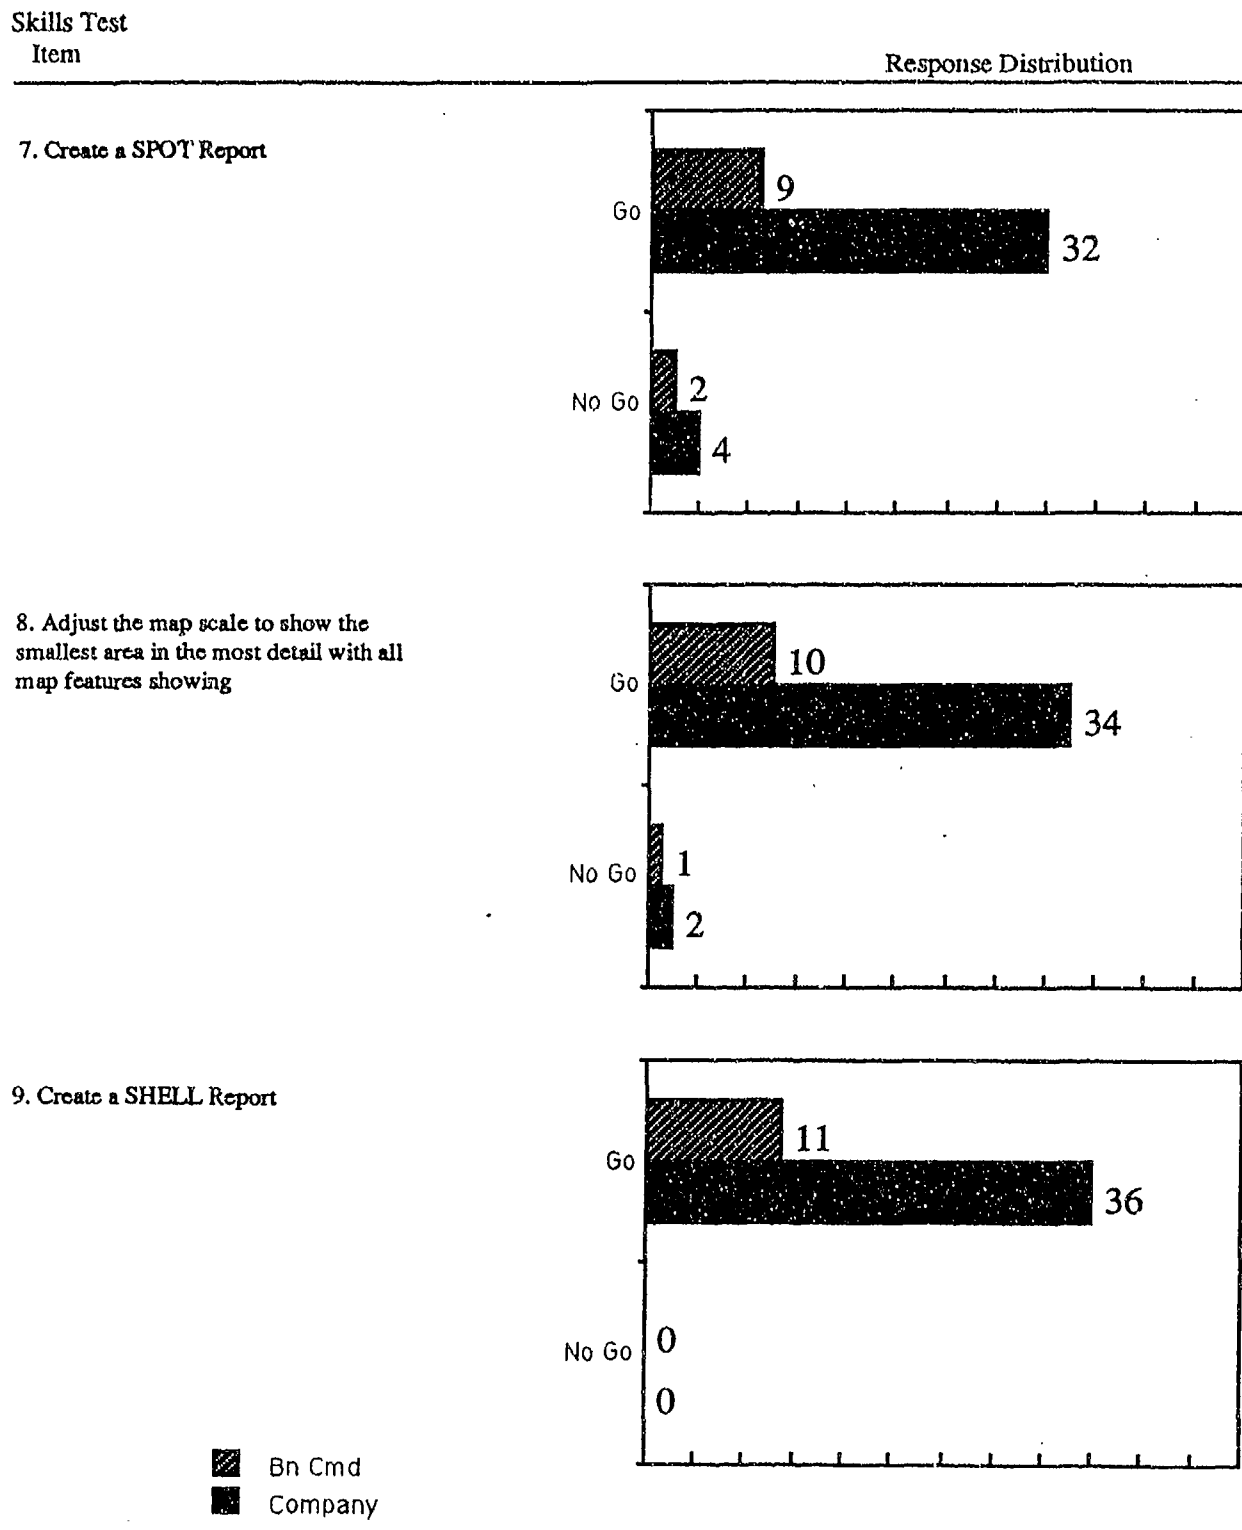 Skills Test
Item
Response Distribution
7. Create a SPOT Report
Go
9
32
No Go
2
4
8. Adjust the map scale to show the
smallest area in the most detail with all
map features showing
Go
10
34
No Go
1
2
9. Create a SHELL Report
Go
11
36
No Go
0
0
Bn Cmd
Company